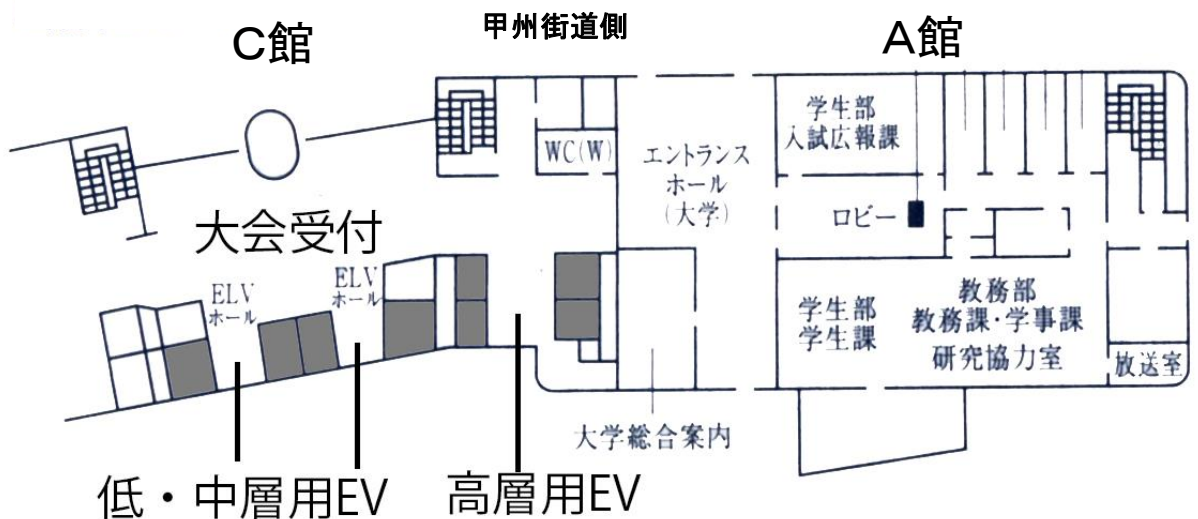 甲州街道側
C館
A館
学生部
入試広報課
WC(W)
エントランス
ホール
(大学)
ロビー
大会受付
ELV
ホール
ELV
ホール
学生部
学生課
教務部
教務課・学事課
研究協力室
放送室
大学総合案内
低・中層用EV
高層用EV